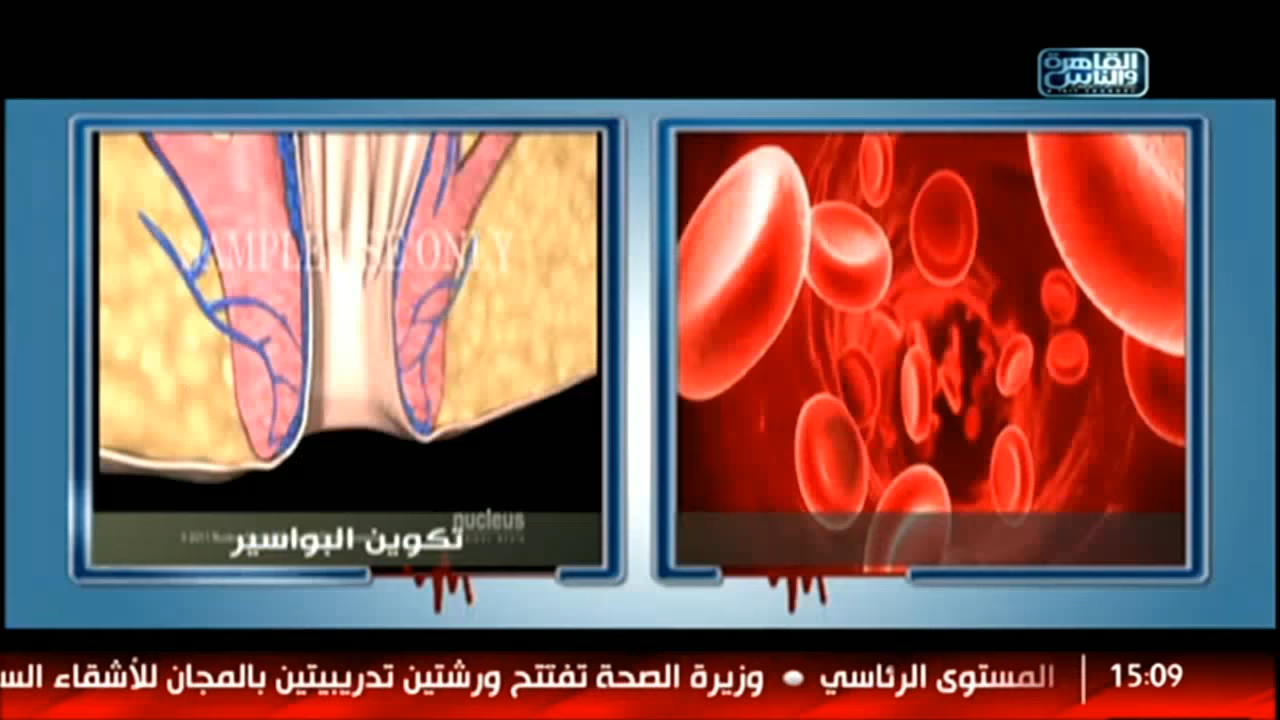 القاهرة
والناس
SAMPLE USE ONLY
nucleus
تكوين البواسير
15:09
المستوى الرئاسي • وزيرة الصحة تفتتح ورشتين تدريبيتين بالمجان للأشقاء الس